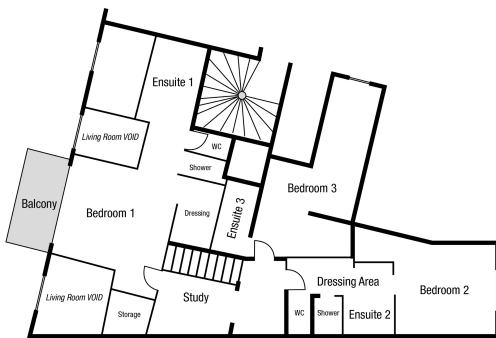 Ensuite 1
Living Room VOID
WC
Shower
Bedroom 3
Balcony
Dressing
Ensuite 3
Bedroom 1
Dressing Area
Bedroom 2
Living Room VOID
Study
Storage
WC
Shower
Ensuite 2